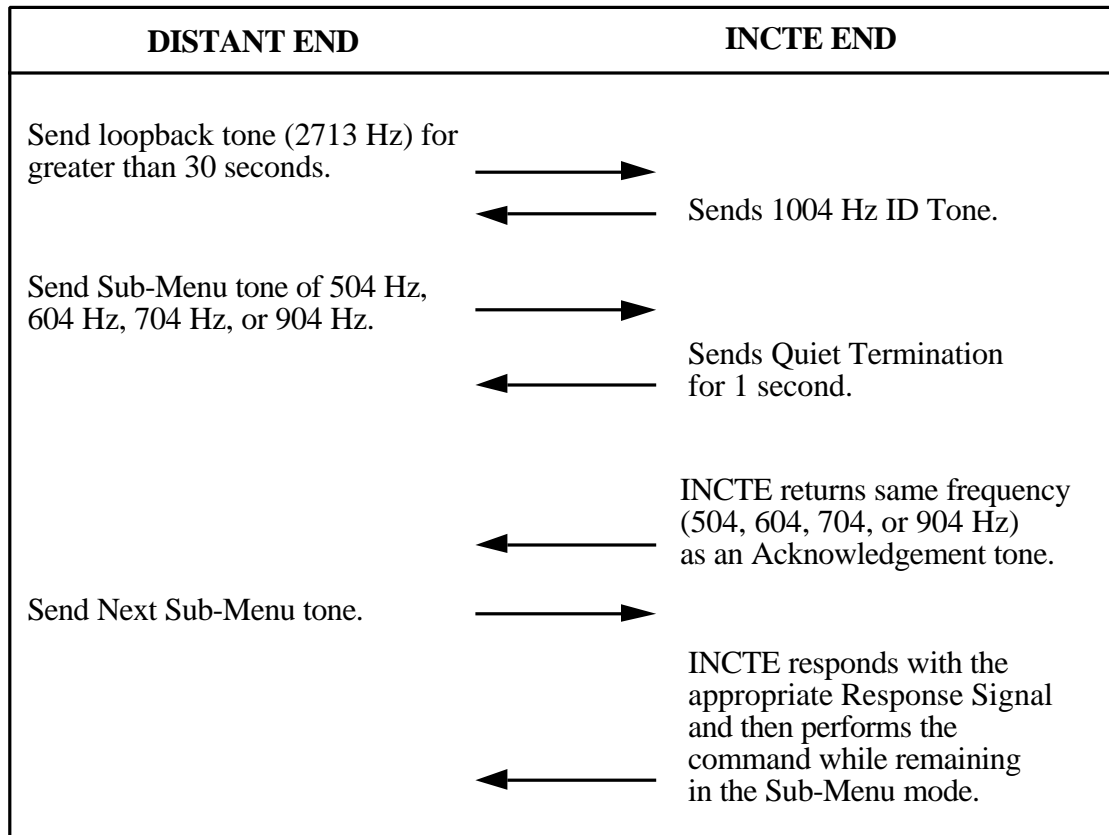 DISTANT END
INCTE END
Send loopback tone (2713 Hz) for
greater than 30 seconds.
Sends 1004 Hz ID Tone.
Send Sub-Menu tone of 504 Hz,
604 Hz, 704 Hz, or 904 Hz.
Sends Quiet Termination
for 1 second.
INCTE returns same frequency
(504, 604, 704, or 904 Hz)
as an Acknowledgement tone.
Send Next Sub-Menu tone.
INCTE responds with the
appropriate Response Signal
and then performs the
command while remaining
in the Sub-Menu mode.